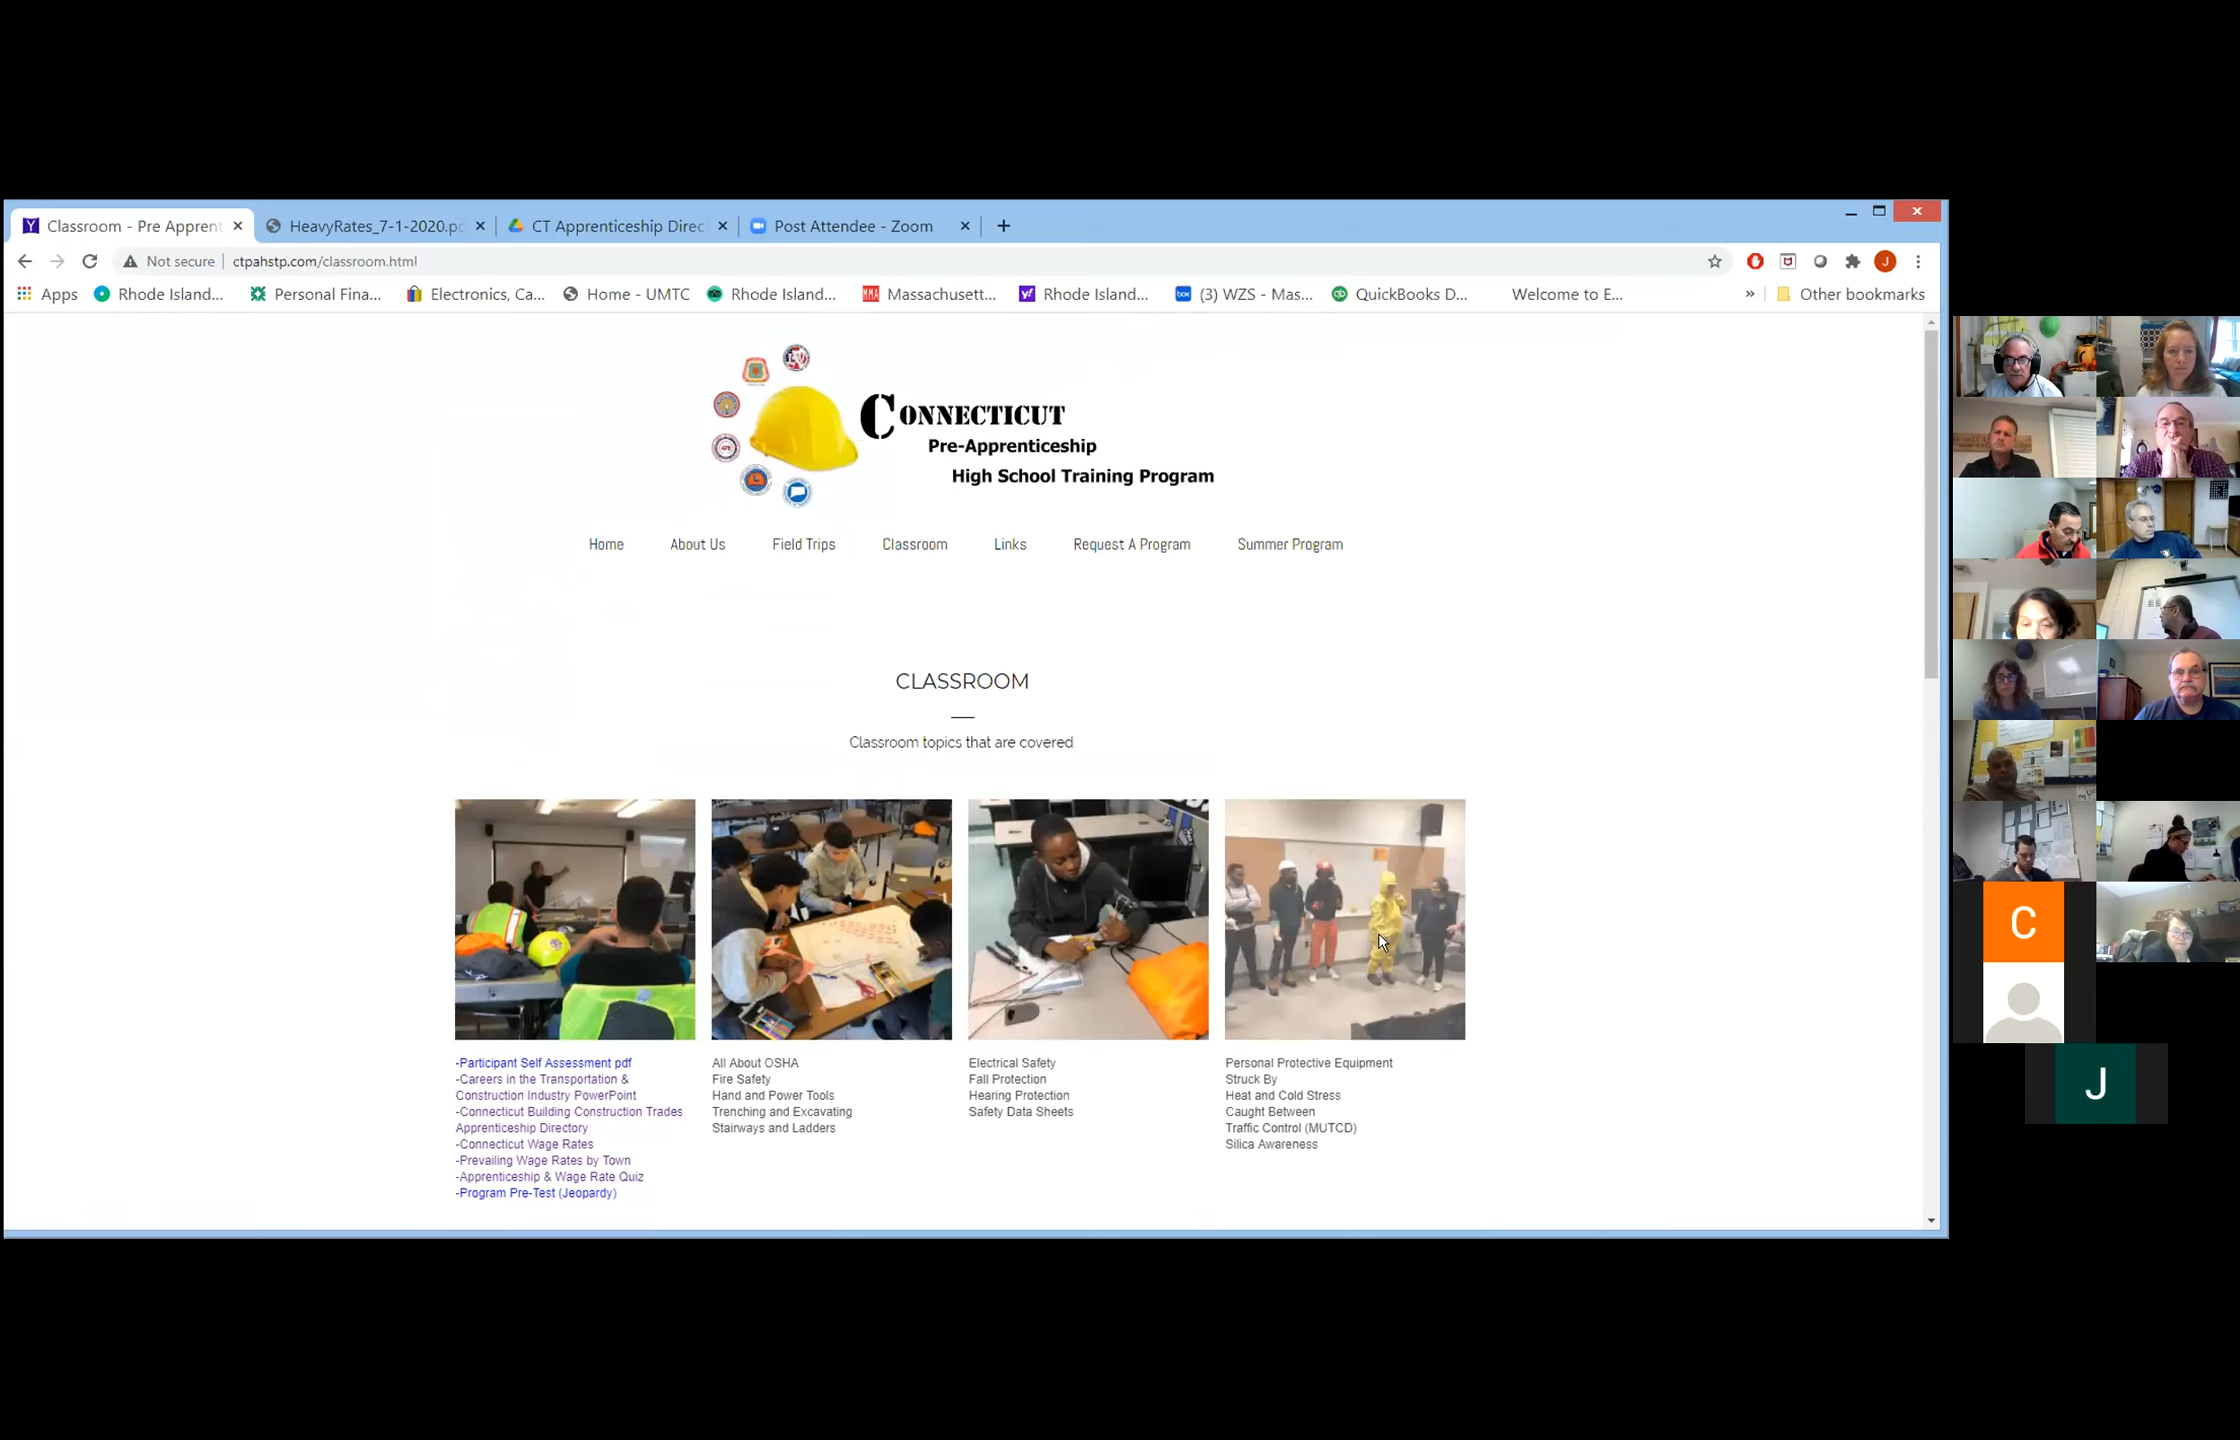 Classroom - Pre Apprent
HeavyRates_7-1-2020.pd
CT Apprenticeship Direc
Post Attendee - Zoom
Not secure
ctpahstp.com/classroom.html
J
Apps
Rhode Island...
Personal Fina...
Electronics, Ca...
Home - UMTC
Rhode Island...
Massachusett...
Rhode Island...
(3) WZS - Mas...
QuickBooks D...
Welcome to E...
Other bookmarks
CONNECTICUT
Pre-Apprenticeship
High School Training Program
Home
About Us
Field Trips
Classroom
Links
Request A Program
Summer Program
CLASSROOM
Classroom topics that are covered.
-Participant Self Assessment pdf
-Careers in the Transportation &
Construction Industry PowerPoint
-Connecticut Building Construction Trades
Apprenticeship Directory
-Connecticut Wage Rates
-Prevailing Wage Rates by Town
-Apprenticeship & Wage Rate Quiz
-Program Pre-Test (Jeopardy)
All About OSHA
Fire Safety
Hand and Power Tools
Trenching and Excavating
Stairways and Ladders
Electrical Safety
Fall Protection
Hearing Protection
Safety Data Sheets
Personal Protective Equipment
Struck By
Heat and Cold Stress
Caught Between
Traffic Control (MUTCD)
Silica Awareness
C
J